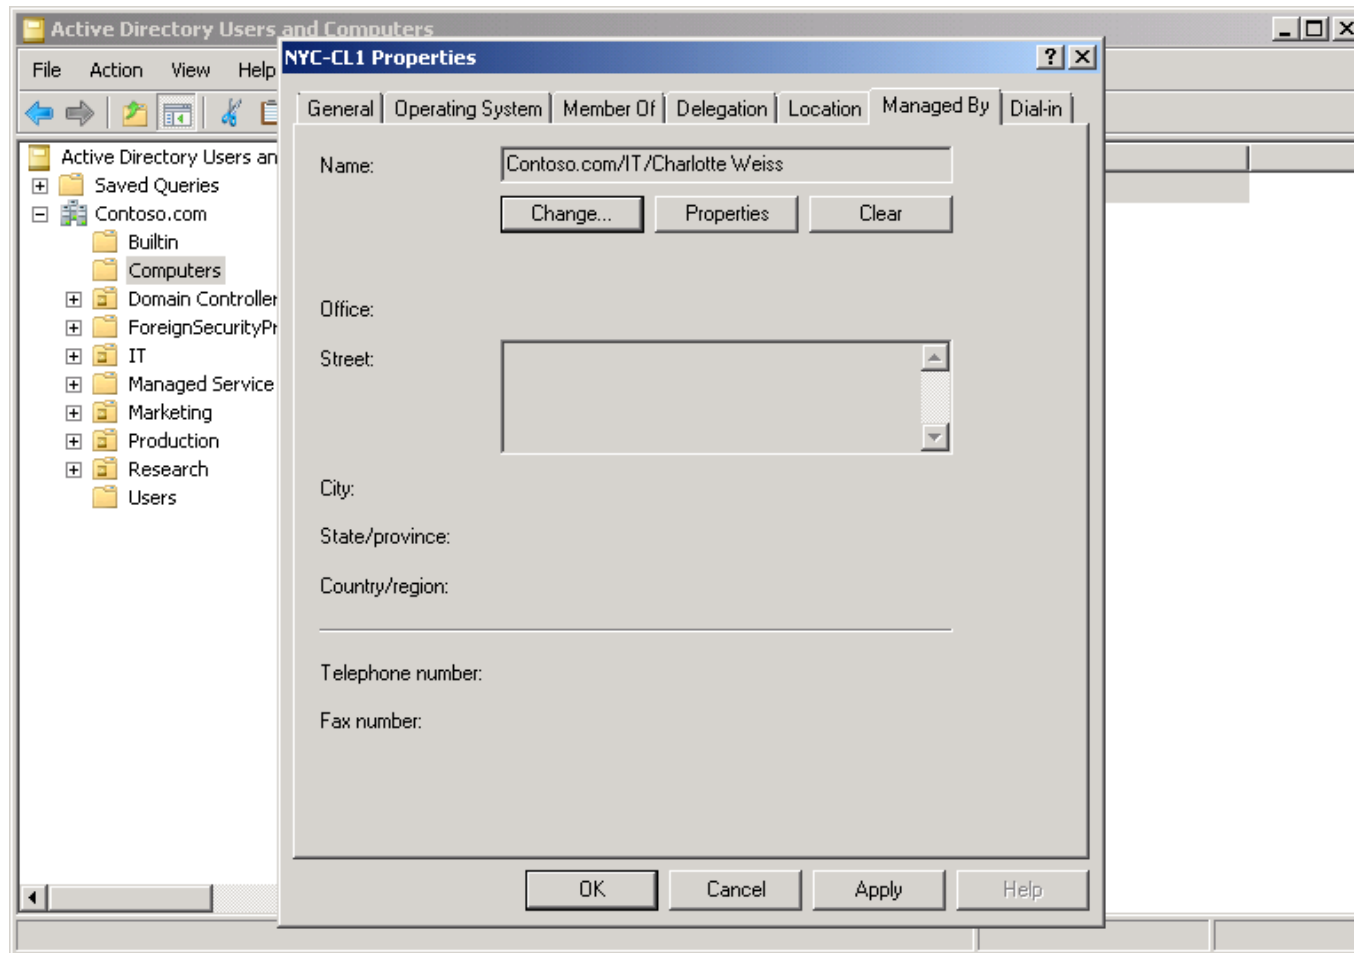 Active Directory Users and Computers
File Action View Help
NYC-CL1 Properties
General Operating System Member Of Delegation Location Managed By Dial-in
Active Directory Users an
Saved Queries
Contoso.com
Builtin
Computers
Domain Controller
ForeignSecurityPr
IT
Managed Service
Marketing
Production
Research
Users
Name: Contoso.com/IT/Charlotte Weiss
Change... Properties Clear
Office:
Street:
City:
State/province:
Country/region:
Telephone number:
Fax number:
OK Cancel Apply Help